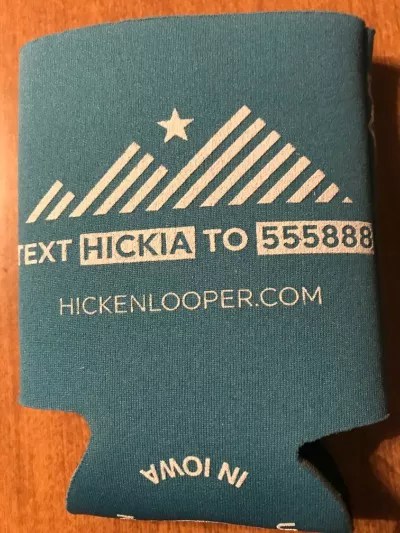 TEXT HICKIA TO 555888
HICKENLOOPER.COM
IN IOWA